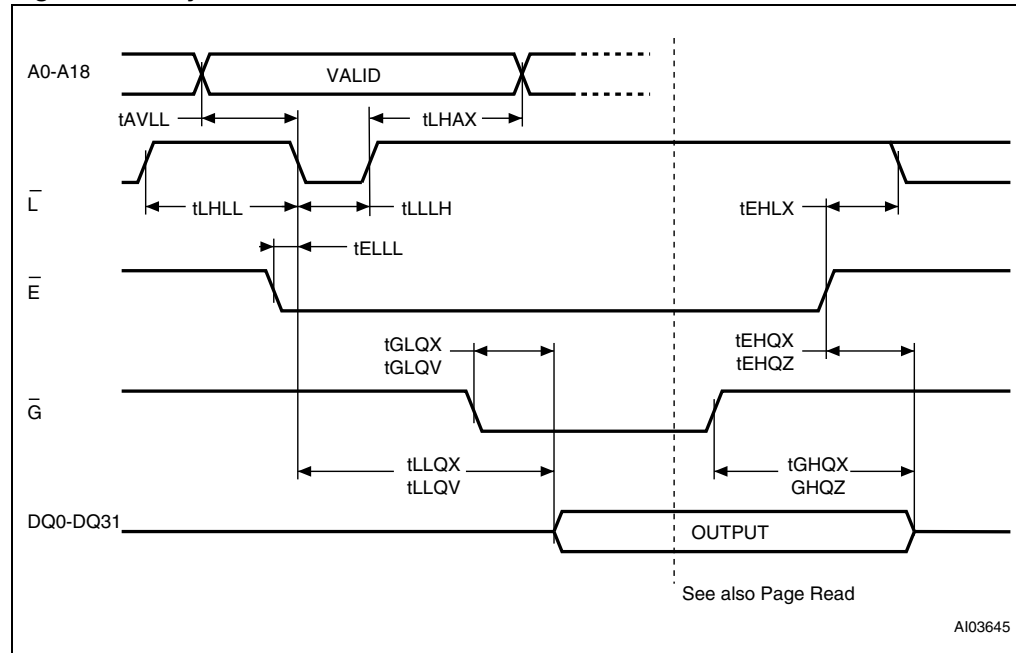 A0-A18
VALID
tAVLL
tLHAX
L
tLHLL
tLLLH
tEHLX
tELLL
E
tGLQX
tGLQV
tEHQX
tEHQZ
G
tLLQX
tLLQV
tGHQX
GHQZ
DQ0-DQ31
OUTPUT
See also Page Read
AI03645